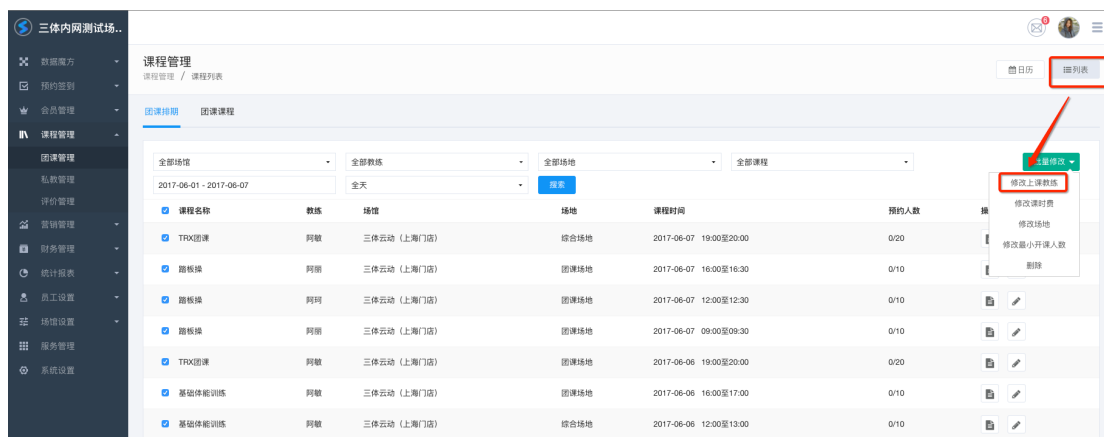 三体内网测试场..
6
数据魔方
预约签到
会员管理
课程管理
团课管理
私教管理
评价管理
营销管理
财务管理
统计报表
员工设置
场馆设置
服务管理
系统设置
课程管理
课程管理 / 课程列表
日历 列表
团课排期 团课课程
全部场馆 全部教练 全部场地 全部课程 批量修改
2017-06-01 - 2017-06-07 全天 搜索
修改上课教练
修改课时费
修改场地
修改最小开课人数
删除
课程名称 教练 场馆 场地 课程时间 预约人数
TRX团课 阿敏 三体云动（上海门店） 综合场地 2017-06-07 19:00至20:00 0/20
踏板操 阿丽 三体云动（上海门店） 团课场地 2017-06-07 16:00至16:30 0/10
踏板操 阿珂 三体云动（上海门店） 团课场地 2017-06-07 12:00至12:30 0/10
踏板操 阿丽 三体云动（上海门店） 团课场地 2017-06-07 09:00至09:30 0/10
TRX团课 阿敏 三体云动（上海门店） 团课场地 2017-06-06 19:00至20:00 0/20
基础体能训练 阿敏 三体云动（上海门店） 团课场地 2017-06-06 16:00至17:00 0/10
基础体能训练 阿敏 三体云动（上海门店） 综合场地 2017-06-06 12:00至13:00 0/10